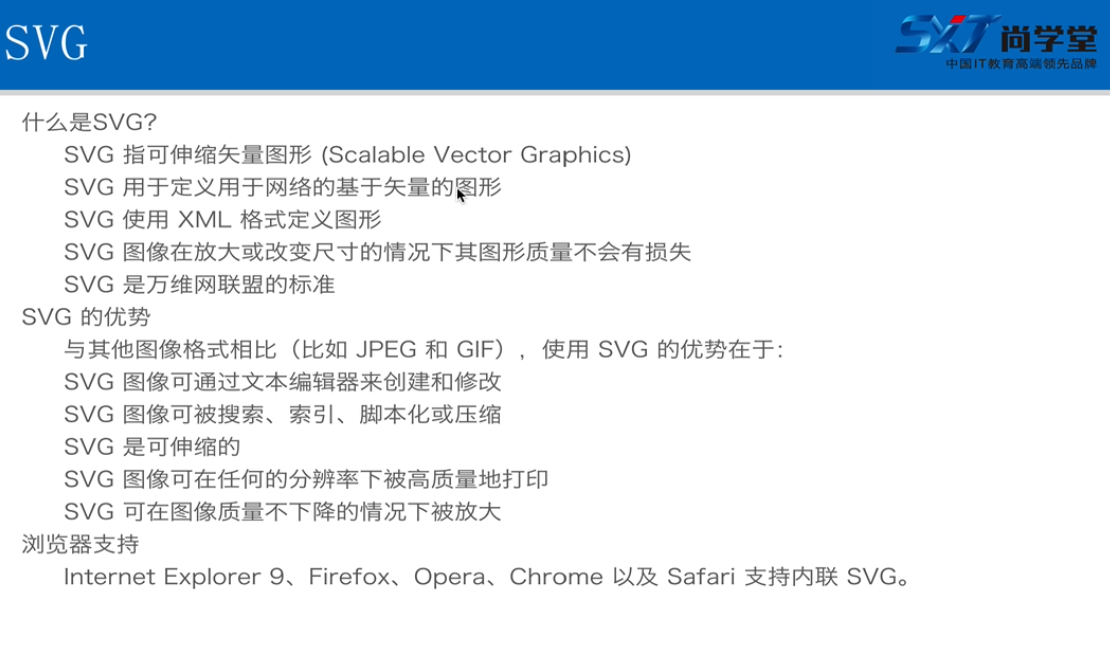 SVG
SXT 尚学堂
中国IT教育高端领先品牌
什么是SVG?
SVG 指可伸缩矢量图形 (Scalable Vector Graphics)
SVG 用于定义用于网络的基于矢量的图形
SVG 使用 XML 格式定义图形
SVG 图像在放大或改变尺寸的情况下其图形质量不会有损失
SVG 是万维网联盟的标准
SVG 的优势
与其他图像格式相比（比如 JPEG 和 GIF），使用 SVG 的优势在于:
SVG 图像可通过文本编辑器来创建和修改
SVG 图像可被搜索、索引、脚本化或压缩
SVG 是可伸缩的
SVG 图像可在任何的分辨率下被高质量地打印
SVG 可在图像质量不下降的情况下被放大
浏览器支持
Internet Explorer 9、Firefox、Opera、Chrome 以及 Safari 支持内联 SVG。